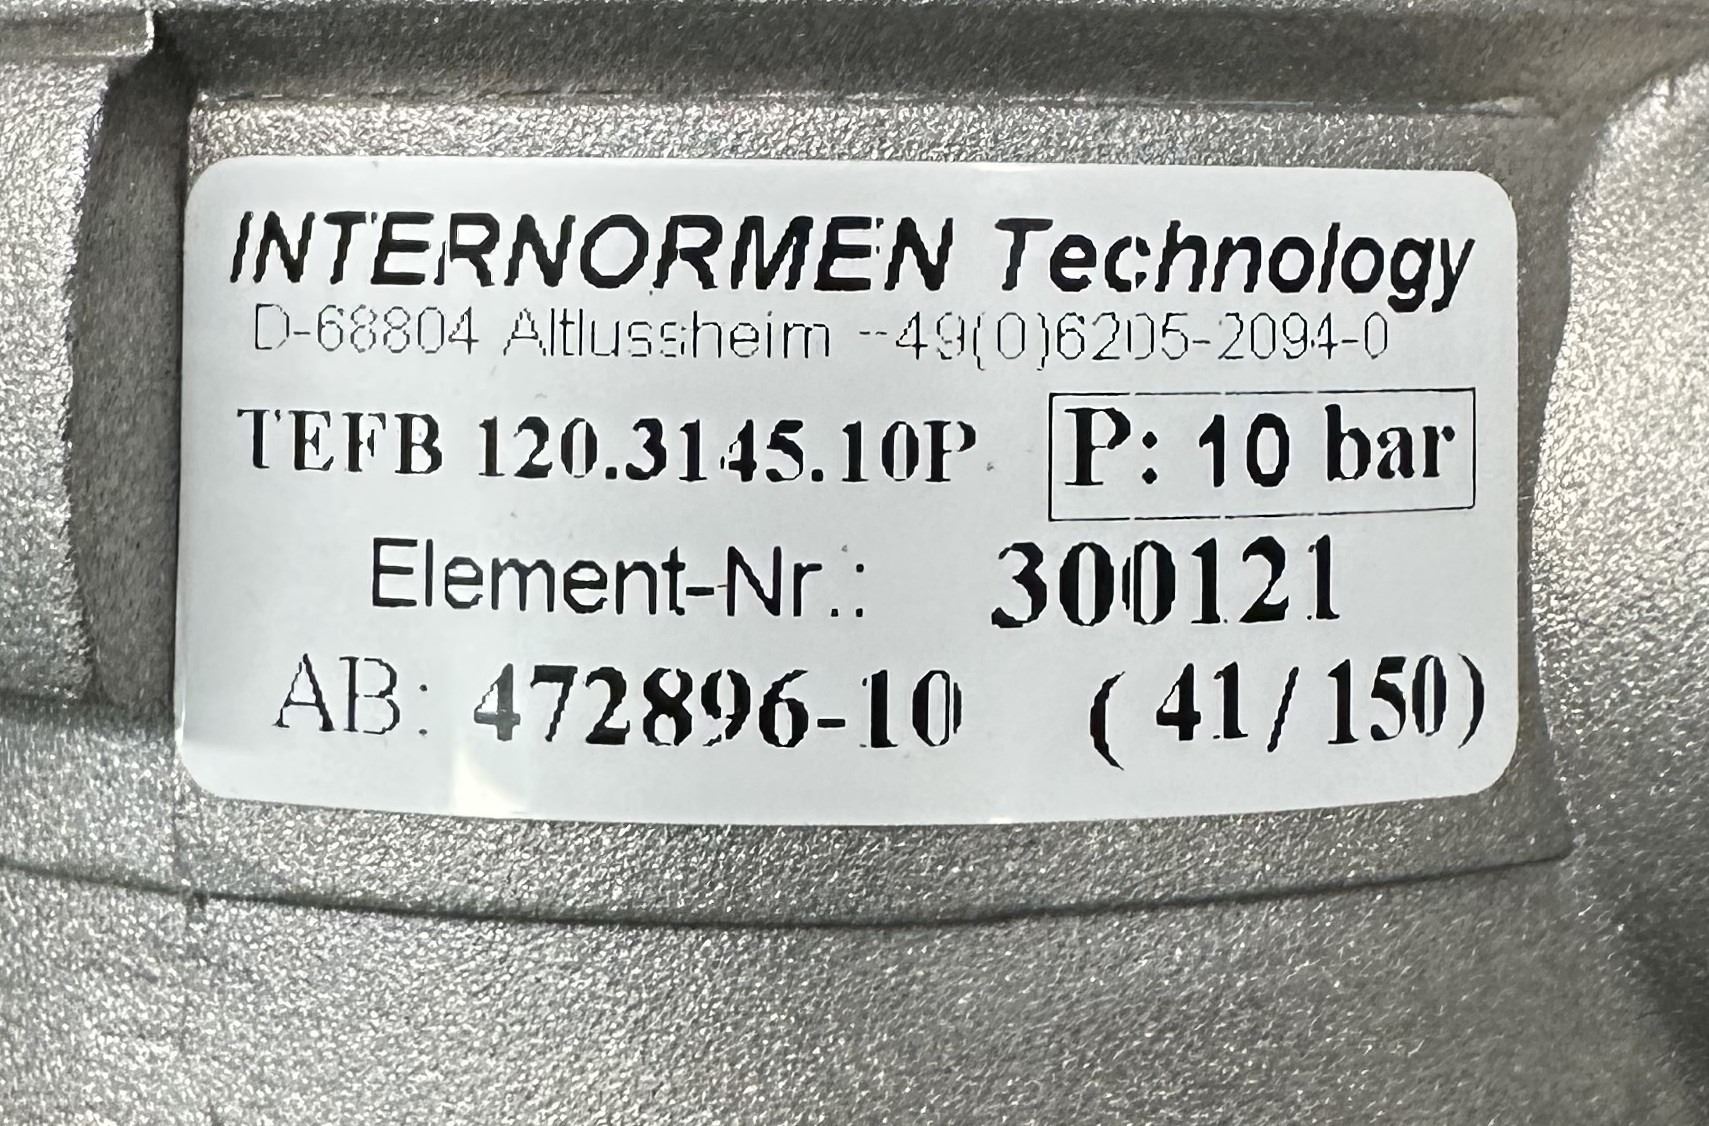 INTERNORMEN Technology
D-68804 Altlussheim +49(0)6205-2094-0
TEFB 120.3145.10P P: 10 bar
Element-Nr.: 300121
AB: 472896-10 ( 41/150)